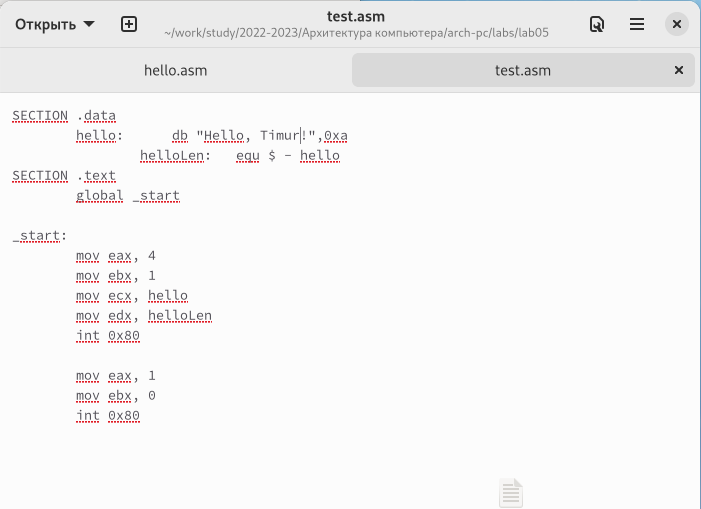 Открыть
test.asm
~/work/study/2022-2023/Архитектура компьютера/arch-pc/labs/lab05
hello.asm
test.asm
SECTION .data
hello: db "Hello, Timur!",0xa
helloLen: equ $ - hello
SECTION .text
global _start
_start:
mov eax, 4
mov ebx, 1
mov ecx, hello
mov edx, helloLen
int 0x80
mov eax, 1
mov ebx, 0
int 0x80